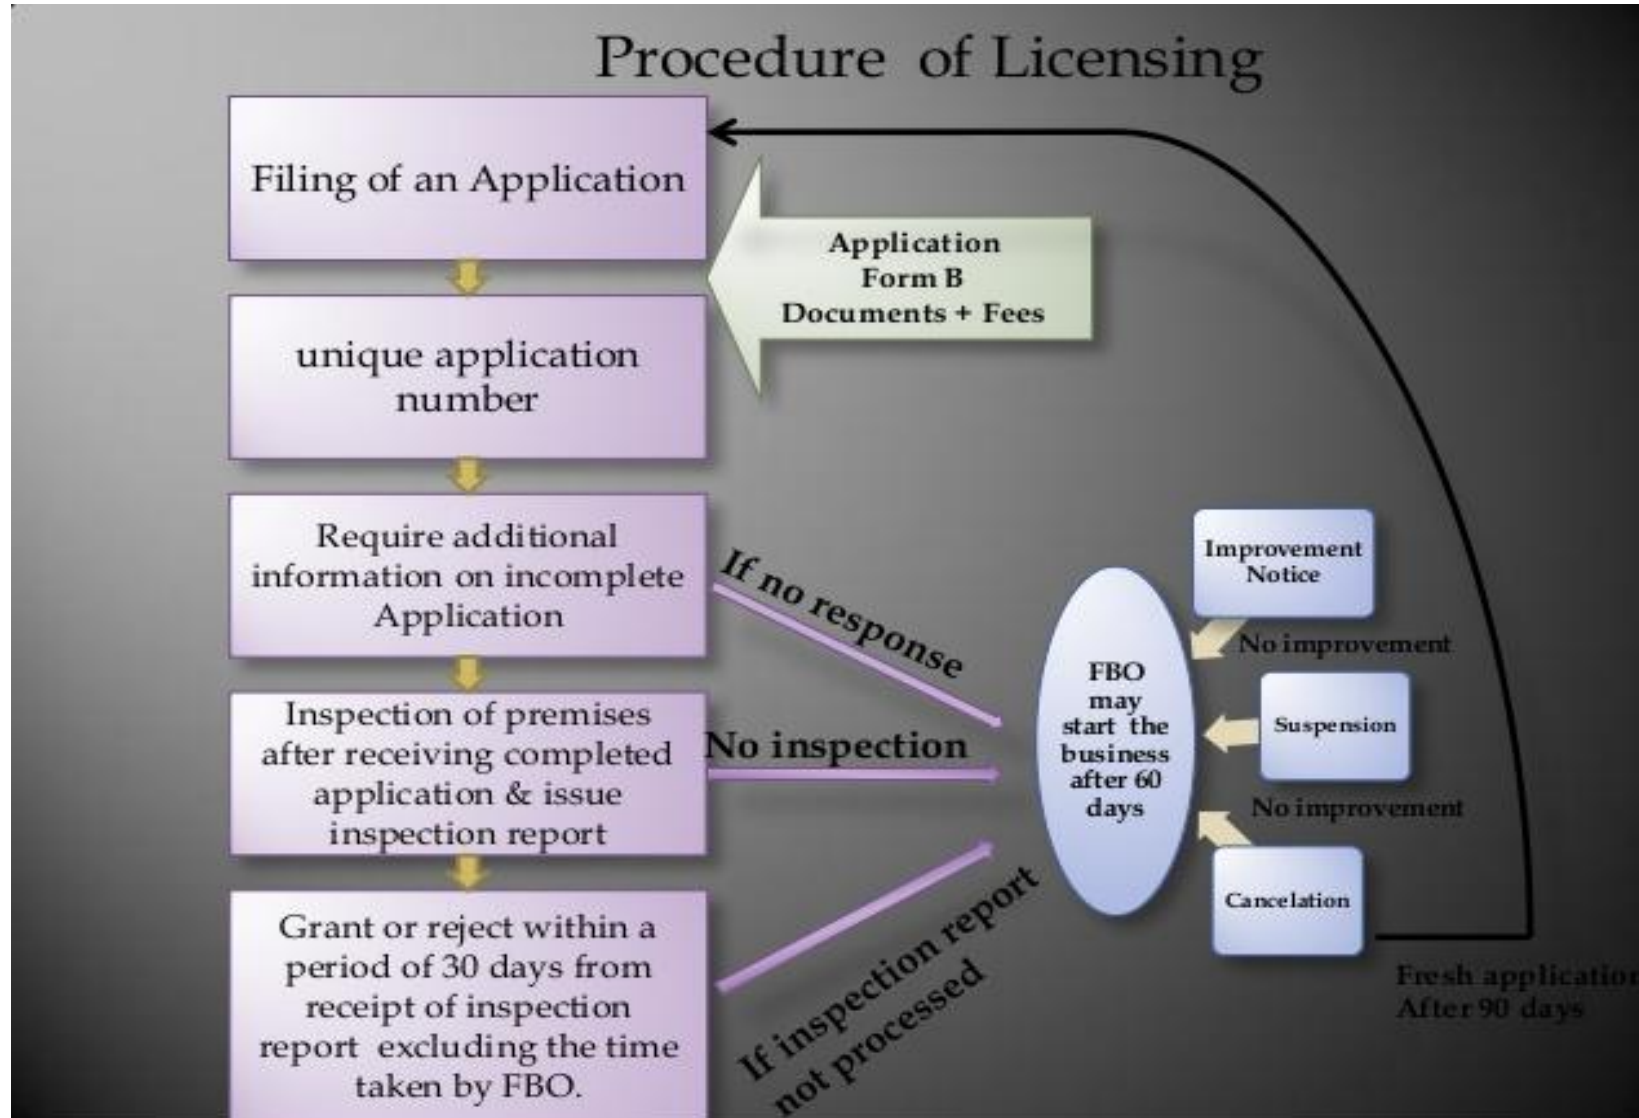 Procedure of Licensing
Filing of an Application
Application
Form B
Documents + Fees
unique application
number
Require additional
information on incomplete
Application
If no response
Inspection of premises
after receiving completed
application & issue
inspection report
No inspection
Grant or reject within a
period of 30 days from
receipt of inspection
report excluding the time
taken by FBO.
If inspection report
not processed
FBO
may
start the
business
after 60
days
Improvement
Notice
No improvement
Suspension
No improvement
Cancelation
Fresh application
After 90 days